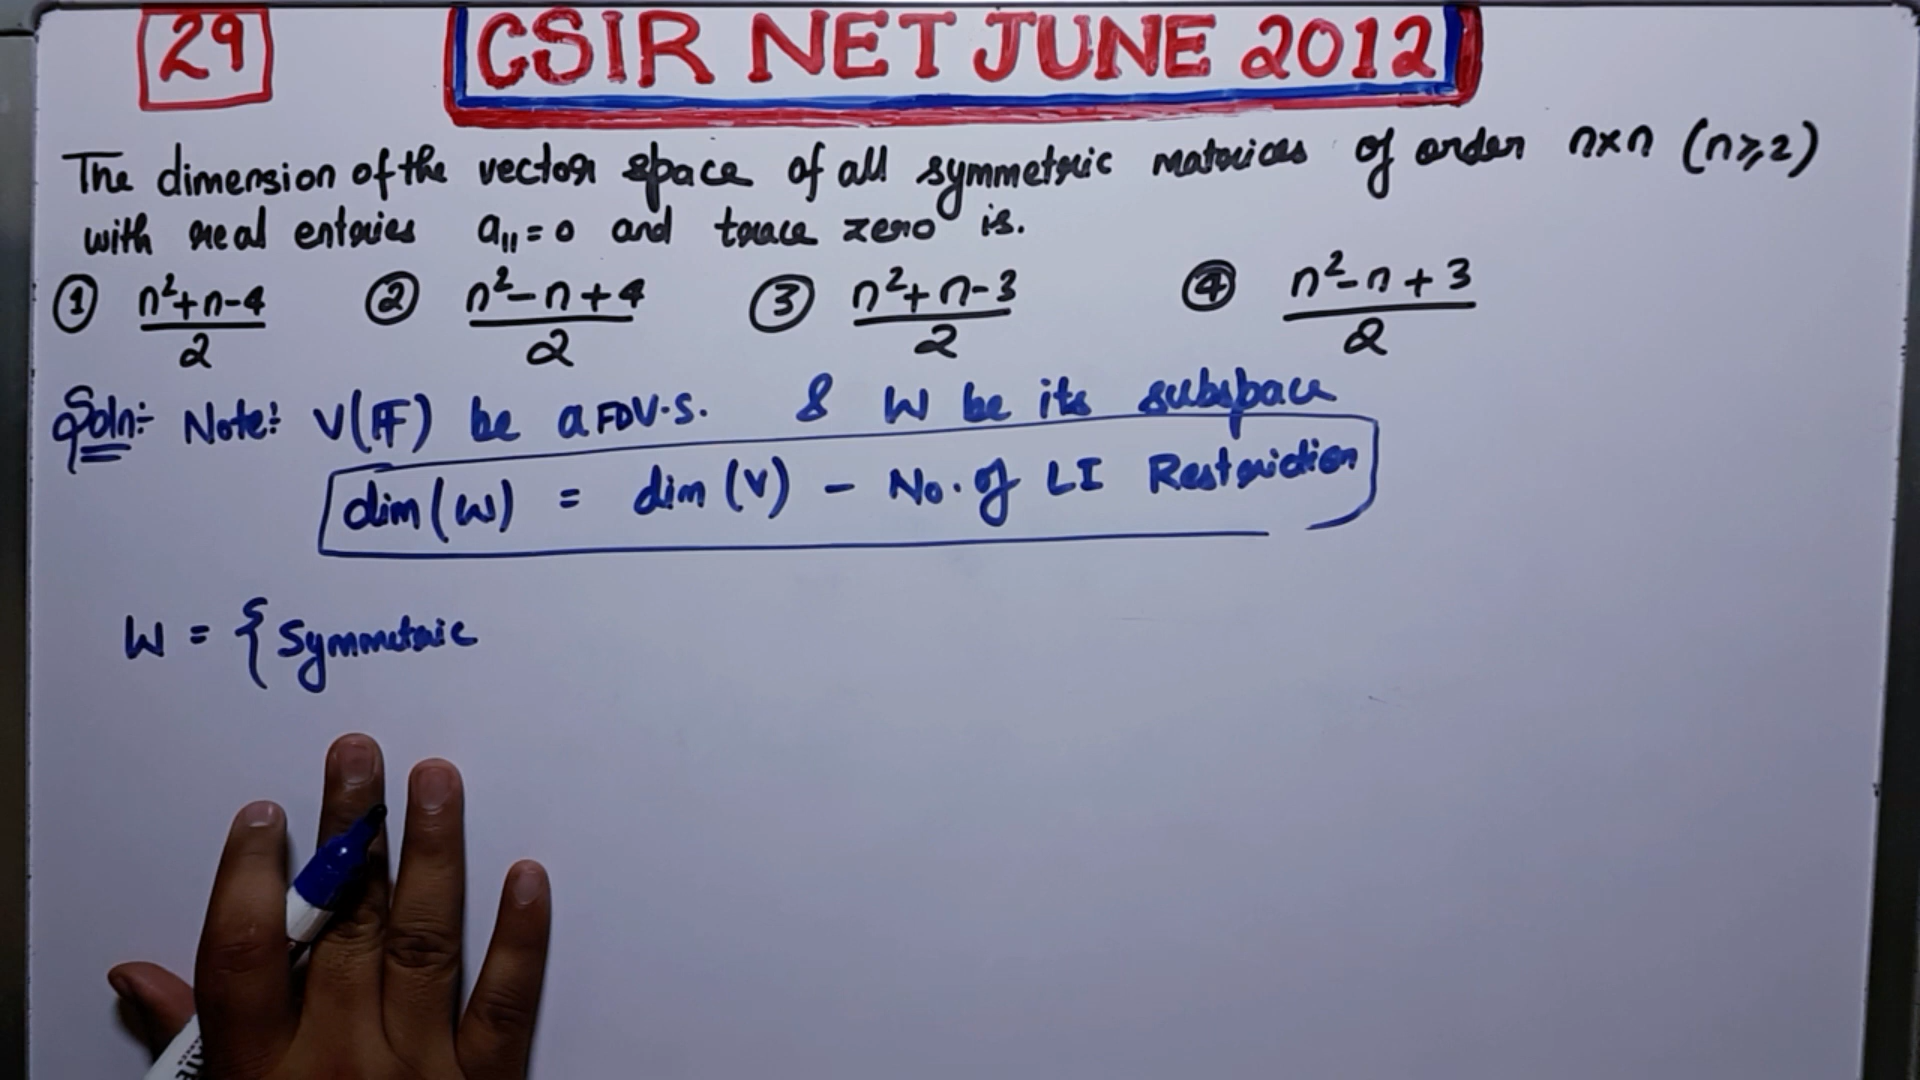 29 CSIR NET JUNE 2012
The dimension of the vector space of all symmetric matrices of order n×n (n≥2)
with real entries a₁₁=0 and trace zero is.
① n²+n-4/2 ② n²-n+4/2 ③ n²+n-3/2 ④ n²-n+3/2
Soln:- Note:- V(F) be a FDV.S. & W be its subspace
dim(W) = dim(V) - No. of LI Restriction
W = { Symmetric